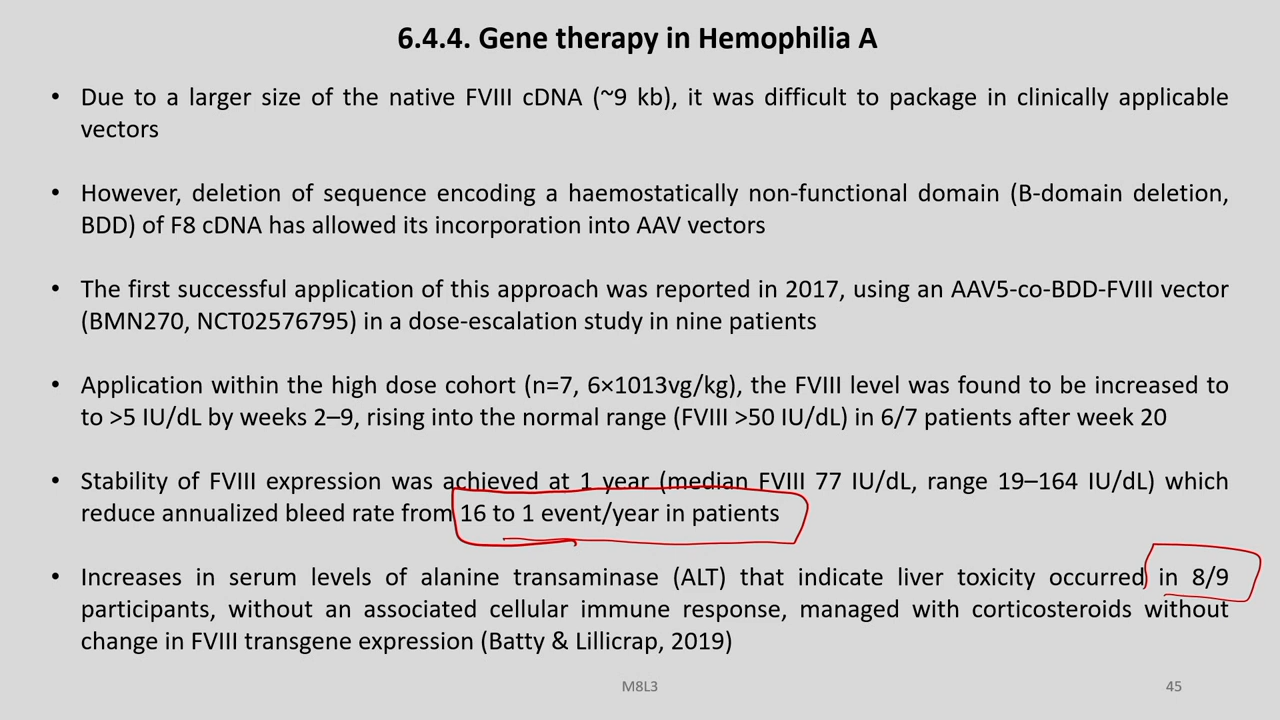 6.4.4. Gene therapy in Hemophilia A
• Due to a larger size of the native FVIII cDNA (~9 kb), it was difficult to package in clinically applicable
vectors
• However, deletion of sequence encoding a haemostatically non-functional domain (B-domain deletion,
BDD) of F8 cDNA has allowed its incorporation into AAV vectors
• The first successful application of this approach was reported in 2017, using an AAV5-co-BDD-FVIII vector
(BMN270, NCT02576795) in a dose-escalation study in nine patients
• Application within the high dose cohort (n=7, 6×1013vg/kg), the FVIII level was found to be increased to
to >5 IU/dL by weeks 2–9, rising into the normal range (FVIII >50 IU/dL) in 6/7 patients after week 20
• Stability of FVIII expression was achieved at 1 year (median FVIII 77 IU/dL, range 19–164 IU/dL) which
reduce annualized bleed rate from 16 to 1 event/year in patients
• Increases in serum levels of alanine transaminase (ALT) that indicate liver toxicity occurred in 8/9
participants, without an associated cellular immune response, managed with corticosteroids without
change in FVIII transgene expression (Batty & Lillicrap, 2019)
M8L3
45